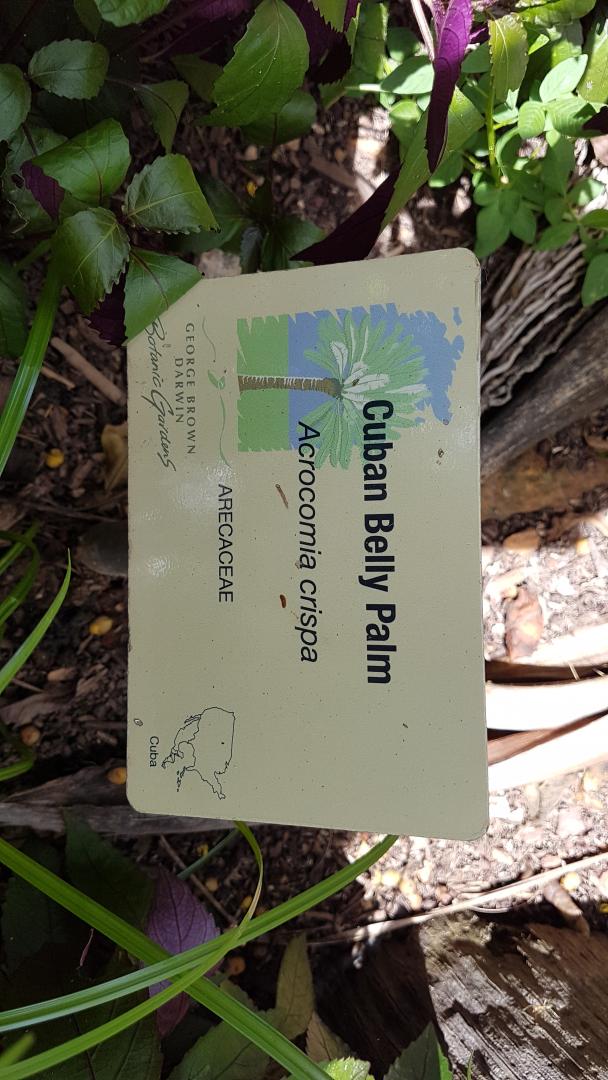 Cuban Belly Palm
Acrocomia crispa
ARECACEAE
GEORGE BROWN
DARWIN
Botanic Gardens
Cuba